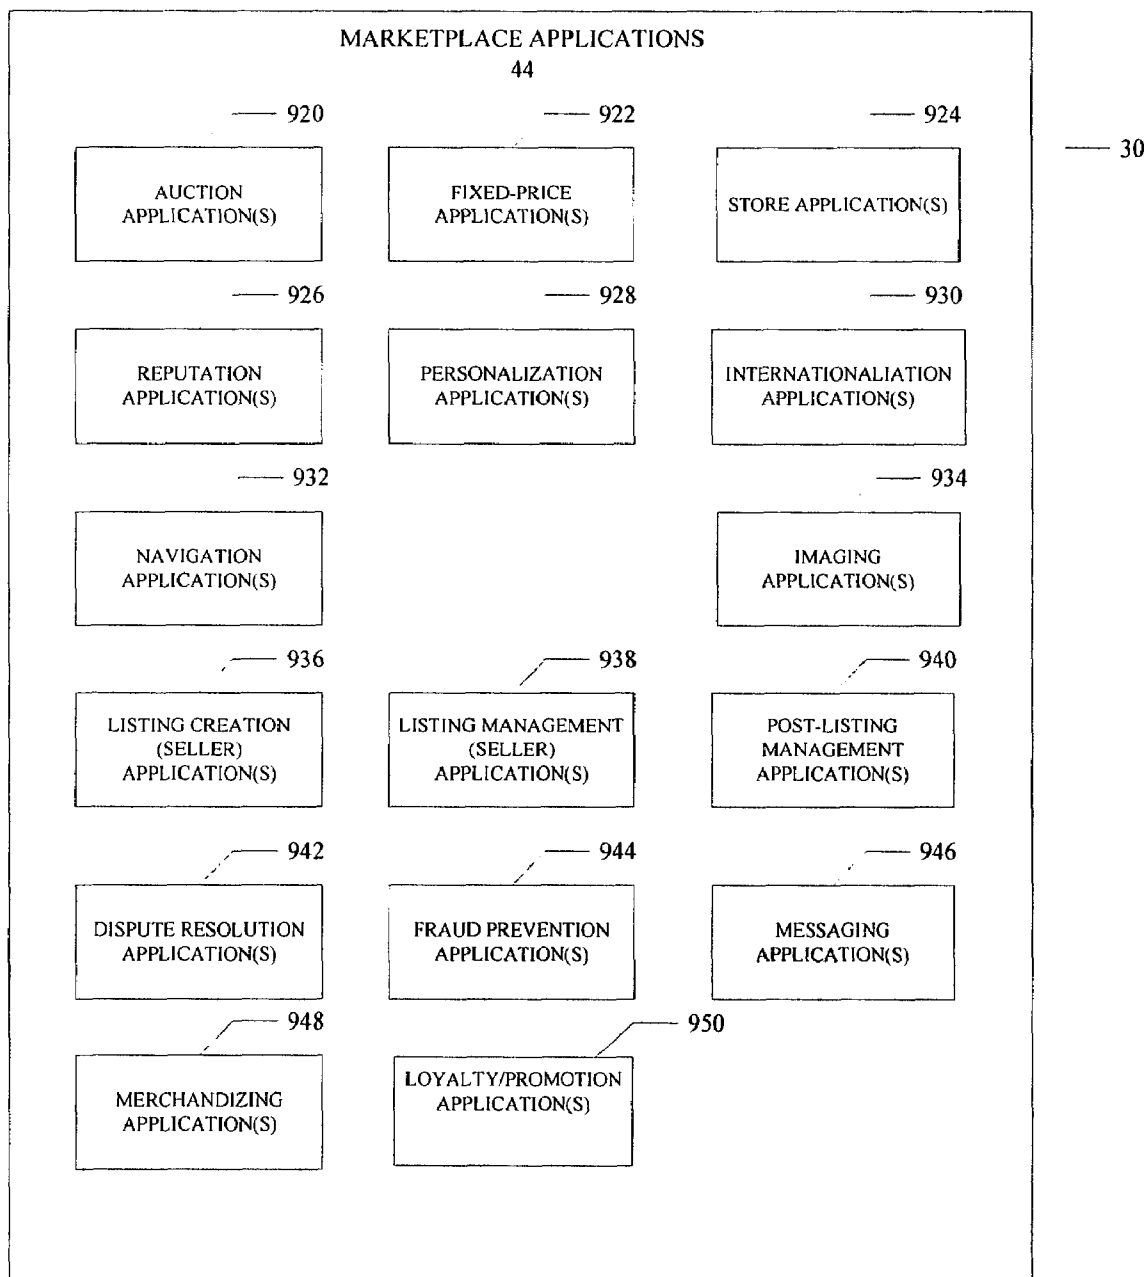 MARKETPLACE APPLICATIONS
44
30
920
AUCTION
APPLICATION(S)
922
FIXED-PRICE
APPLICATION(S)
924
STORE APPLICATION(S)
926
REPUTATION
APPLICATION(S)
928
PERSONALIZATION
APPLICATION(S)
930
INTERNATIONALIATION
APPLICATION(S)
932
NAVIGATION
APPLICATION(S)
934
IMAGING
APPLICATION(S)
936
LISTING CREATION
(SELLER)
APPLICATION(S)
938
LISTING MANAGEMENT
(SELLER)
APPLICATION(S)
940
POST-LISTING
MANAGEMENT
APPLICATION(S)
942
DISPUTE RESOLUTION
APPLICATION(S)
944
FRAUD PREVENTION
APPLICATION(S)
946
MESSAGING
APPLICATION(S)
948
MERCHANDIZING
APPLICATION(S)
950
LOYALTY/PROMOTION
APPLICATION(S)